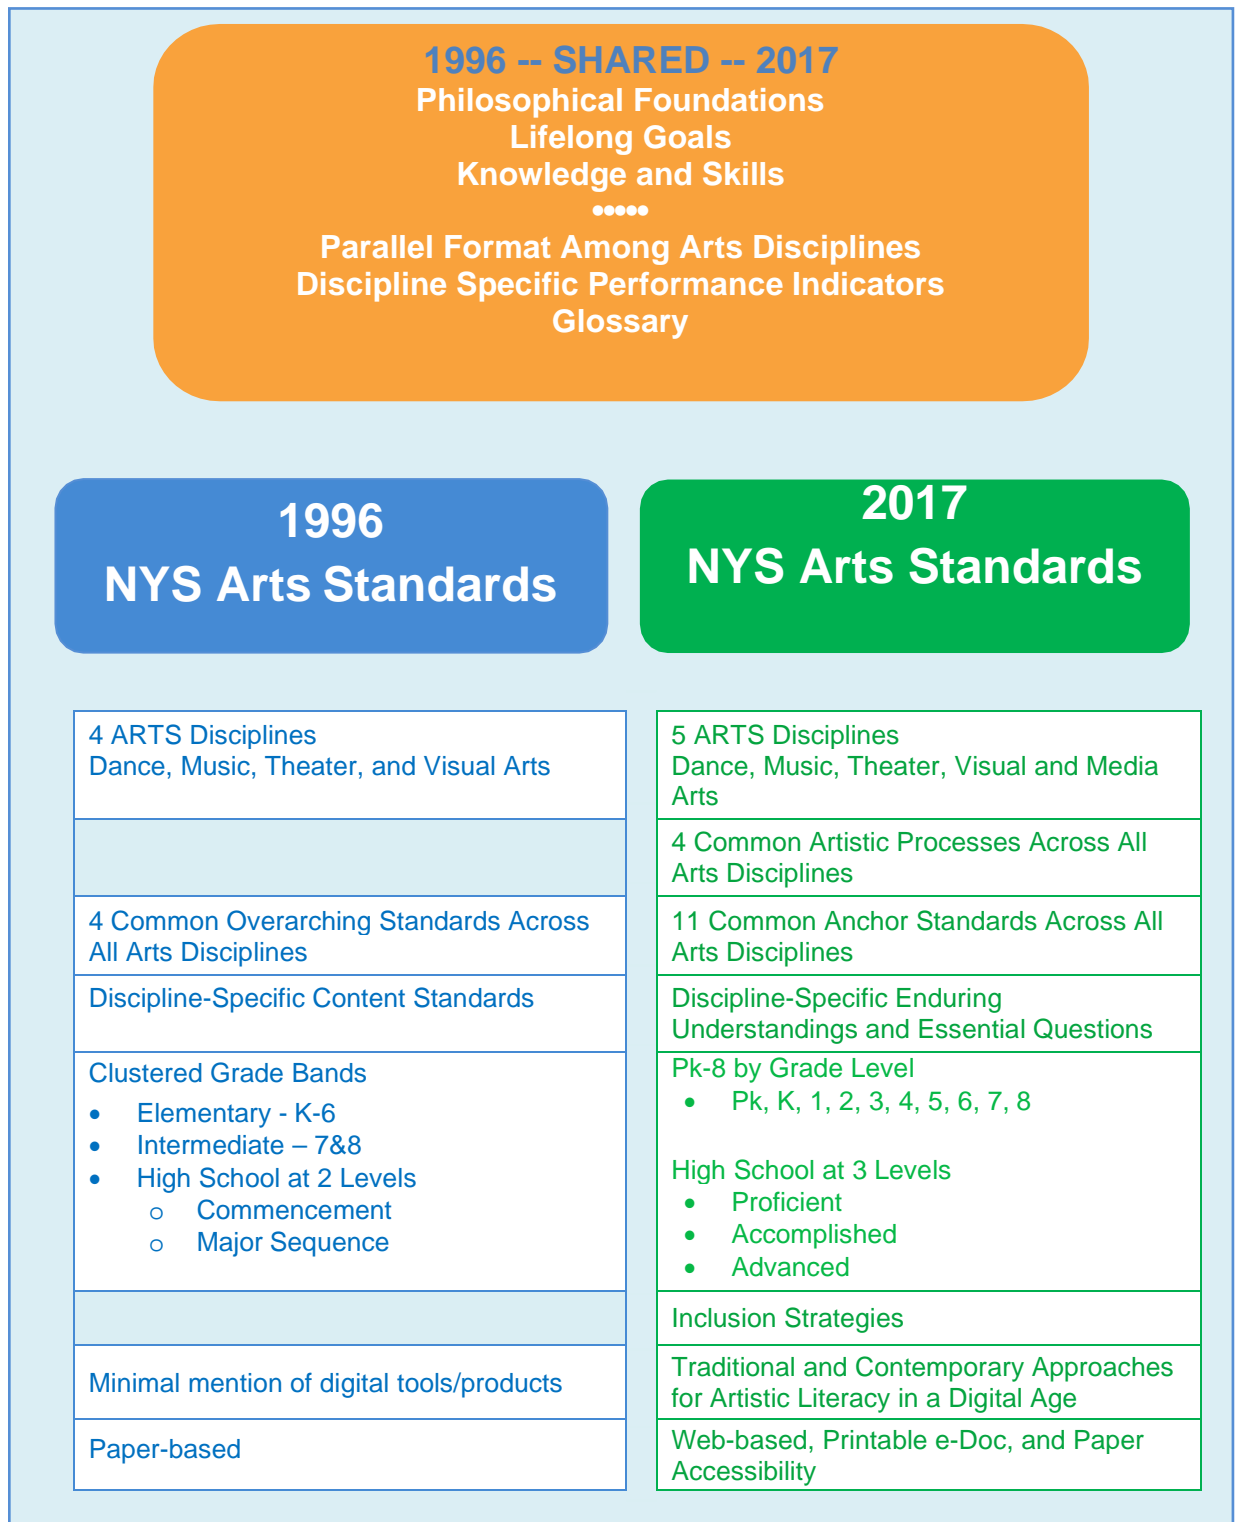 1996 -- SHARED -- 2017
Philosophical Foundations
Lifelong Goals
Knowledge and Skills
•••••
Parallel Format Among Arts Disciplines
Discipline Specific Performance Indicators
Glossary
1996
NYS Arts Standards
2017
NYS Arts Standards
4 ARTS Disciplines
Dance, Music, Theater, and Visual Arts
5 ARTS Disciplines
Dance, Music, Theater, Visual and Media
Arts
4 Common Artistic Processes Across All
Arts Disciplines
4 Common Overarching Standards Across
All Arts Disciplines
11 Common Anchor Standards Across All
Arts Disciplines
Discipline-Specific Content Standards
Discipline-Specific Enduring
Understandings and Essential Questions
Clustered Grade Bands
• Elementary - K-6
• Intermediate – 7&8
• High School at 2 Levels
o Commencement
o Major Sequence
Pk-8 by Grade Level
• Pk, K, 1, 2, 3, 4, 5, 6, 7, 8
High School at 3 Levels
• Proficient
• Accomplished
• Advanced
Inclusion Strategies
Minimal mention of digital tools/products
Traditional and Contemporary Approaches
for Artistic Literacy in a Digital Age
Paper-based
Web-based, Printable e-Doc, and Paper
Accessibility